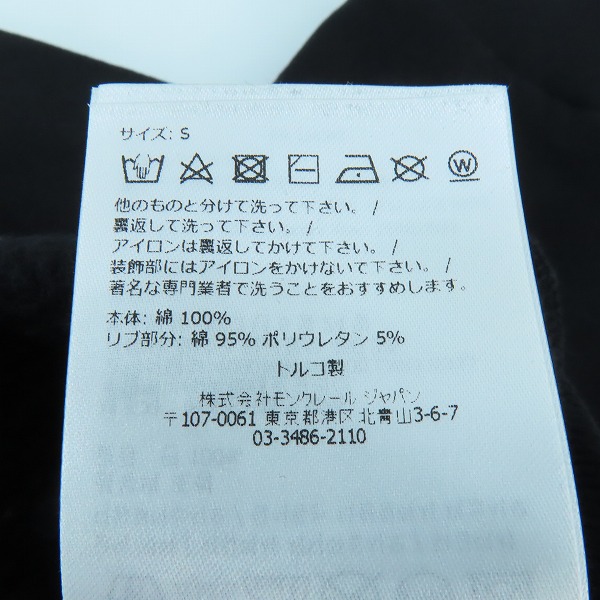 サイズ: S
W
他のものと分けて洗って下さい。 /
裏返して洗って下さい。 /
アイロンは裏返してかけて下さい。 /
装飾部にはアイロンをかけないで下さい。 /
著名な専門業者で洗うことをおすすめします。
本体: 綿 100%
リブ部分: 綿 95% ポリウレタン 5%
トルコ製
株式会社モンクレール ジャパン
〒107-0061 東京都港区北青山3-6-7
03-3486-2110